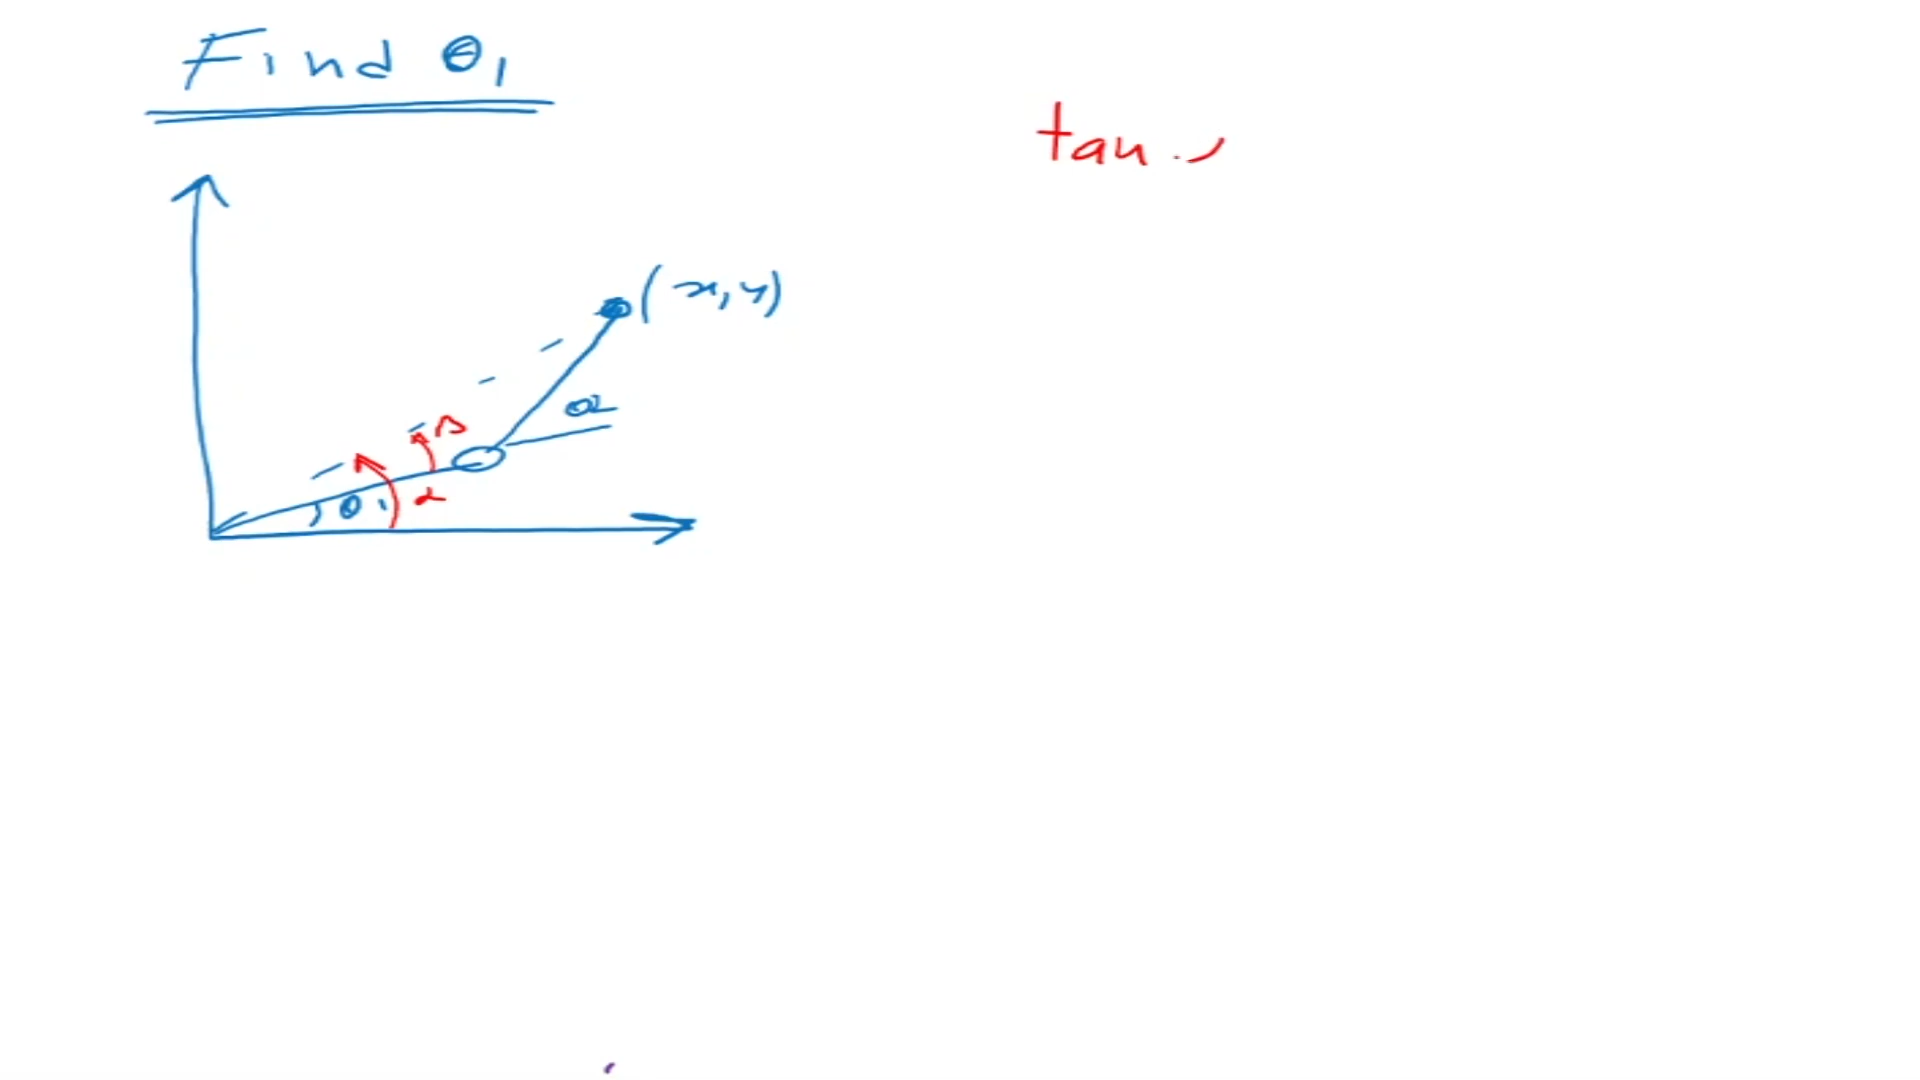 Find θ₁
tan
(x,y)
θ₂
β
α
θ₁